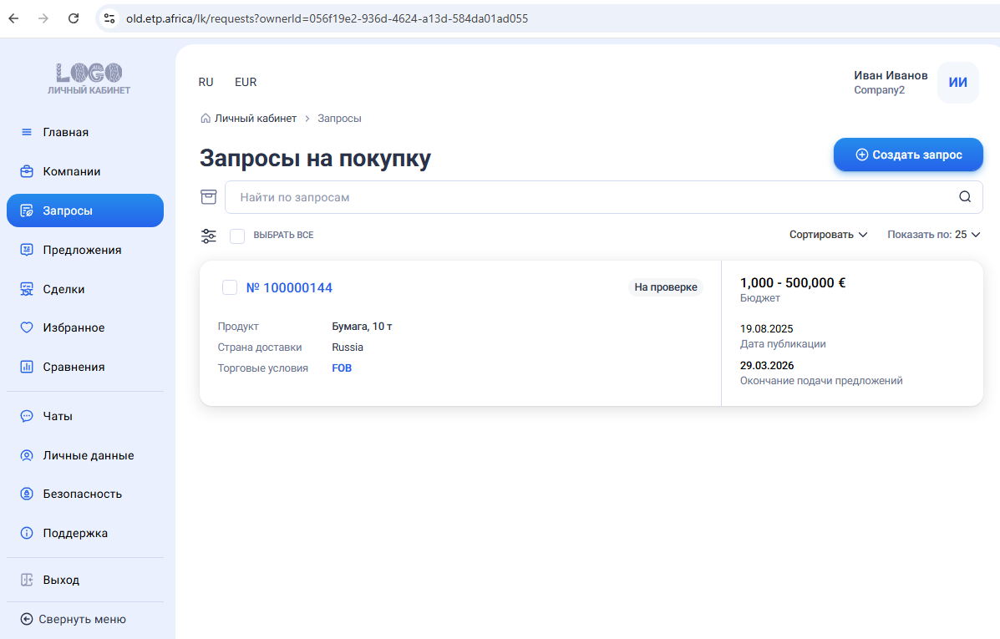 old.etp.africa/lk/requests?ownerId=056f19e2-936d-4624-a13d-584da01ad055
LOGO
ЛИЧНЫЙ КАБИНЕТ
Главная
Компании
Запросы
Предложения
Сделки
Избранное
Сравнения
Чаты
Личные данные
Безопасность
Поддержка
Выход
Свернуть меню
RU EUR
Иван Иванов
Company2
ИИ
Личный кабинет > Запросы
Запросы на покупку
Создать запрос
Найти по запросам
ВЫБРАТЬ ВСЕ
Сортировать
Показать по: 25
№ 100000144
На проверке
Продукт Бумага, 10 т
Страна доставки Russia
Торговые условия FOB
1,000 - 500,000 €
Бюджет
19.08.2025
Дата публикации
29.03.2026
Окончание подачи предложений